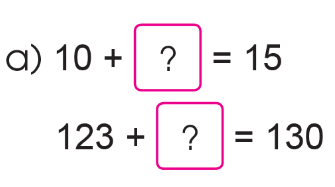 a) 10 + ? = 15
123 + ? = 130